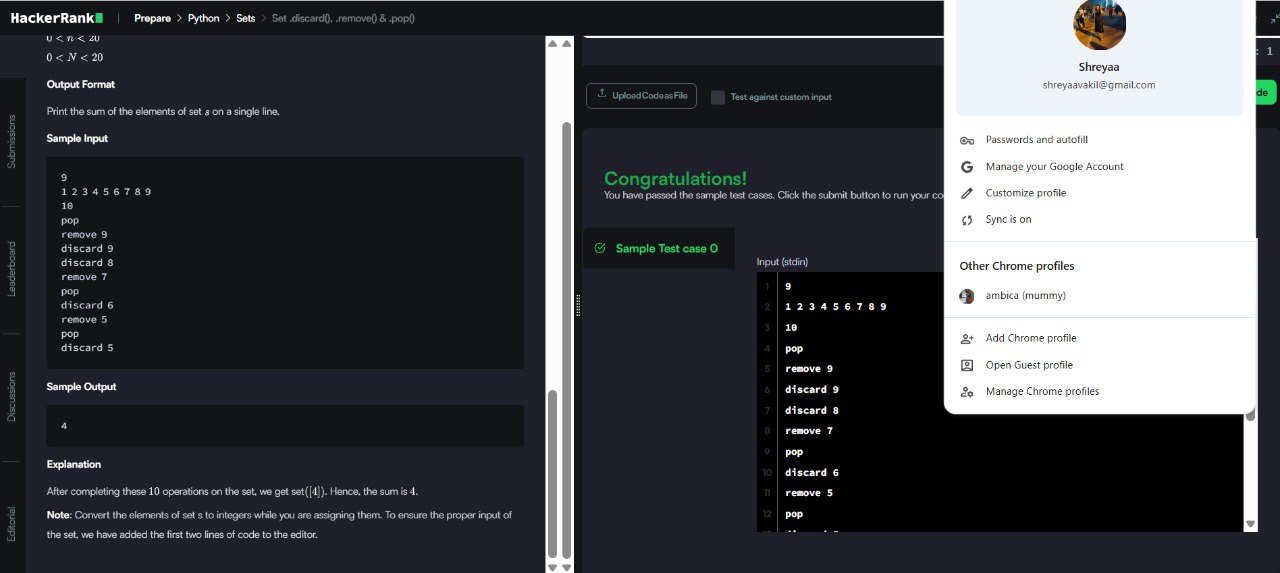 HackerRank
Prepare > Python > Sets > Set .discard(), .remove() & .pop()
0 < n < 20
0 < N < 20
Output Format
Print the sum of the elements of set s on a single line.
Sample Input
9
1 2 3 4 5 6 7 8 9
10
pop
remove 9
discard 9
discard 8
remove 7
pop
discard 6
remove 5
pop
discard 5
Sample Output
4
Explanation
After completing these 10 operations on the set, we get set([4]). Hence, the sum is 4.
Note: Convert the elements of set s to integers while you are assigning them. To ensure the proper input of
the set, we have added the first two lines of code to the editor.
Submissions
Leaderboard
Discussions
Editorial
: 1
Upload Code as File
Test against custom input
de
Congratulations!
You have passed the sample test cases. Click the submit button to run your co
Sample Test case 0
Input (stdin)
1 9
2 1 2 3 4 5 6 7 8 9
3 10
4 pop
5 remove 9
6 discard 9
7 discard 8
8 remove 7
9 pop
10 discard 6
11 remove 5
12 pop
Shreyaa
shreyaavakil@gmail.com
Passwords and autofill
Manage your Google Account
Customize profile
Sync is on
Other Chrome profiles
ambica (mummy)
Add Chrome profile
Open Guest profile
Manage Chrome profiles